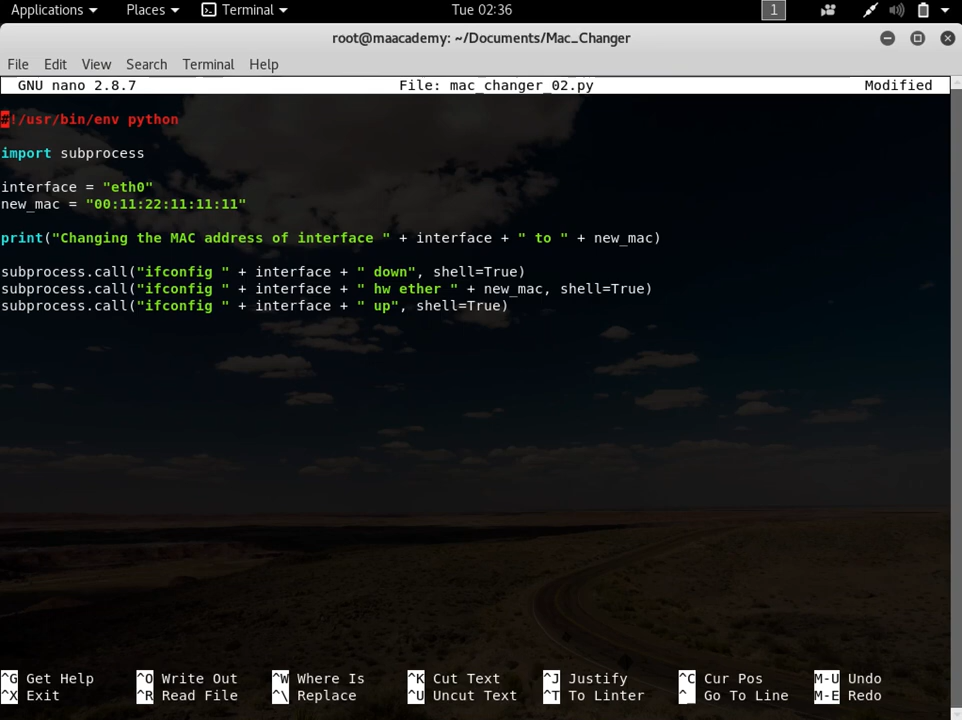 Applications Places Terminal Tue 02:36 1
root@maacademy: ~/Documents/Mac_Changer
File Edit View Search Terminal Help
GNU nano 2.8.7 File: mac_changer_02.py Modified
#!/usr/bin/env python
import subprocess
interface = "eth0"
new_mac = "00:11:22:11:11:11"
print("Changing the MAC address of interface " + interface + " to " + new_mac)
subprocess.call("ifconfig " + interface + " down", shell=True)
subprocess.call("ifconfig " + interface + " hw ether " + new_mac, shell=True)
subprocess.call("ifconfig " + interface + " up", shell=True)
^G Get Help ^O Write Out ^W Where Is ^K Cut Text ^J Justify ^C Cur Pos M-U Undo
^X Exit ^R Read File ^\ Replace ^U Uncut Text ^T To Linter ^_ Go To Line M-E Redo